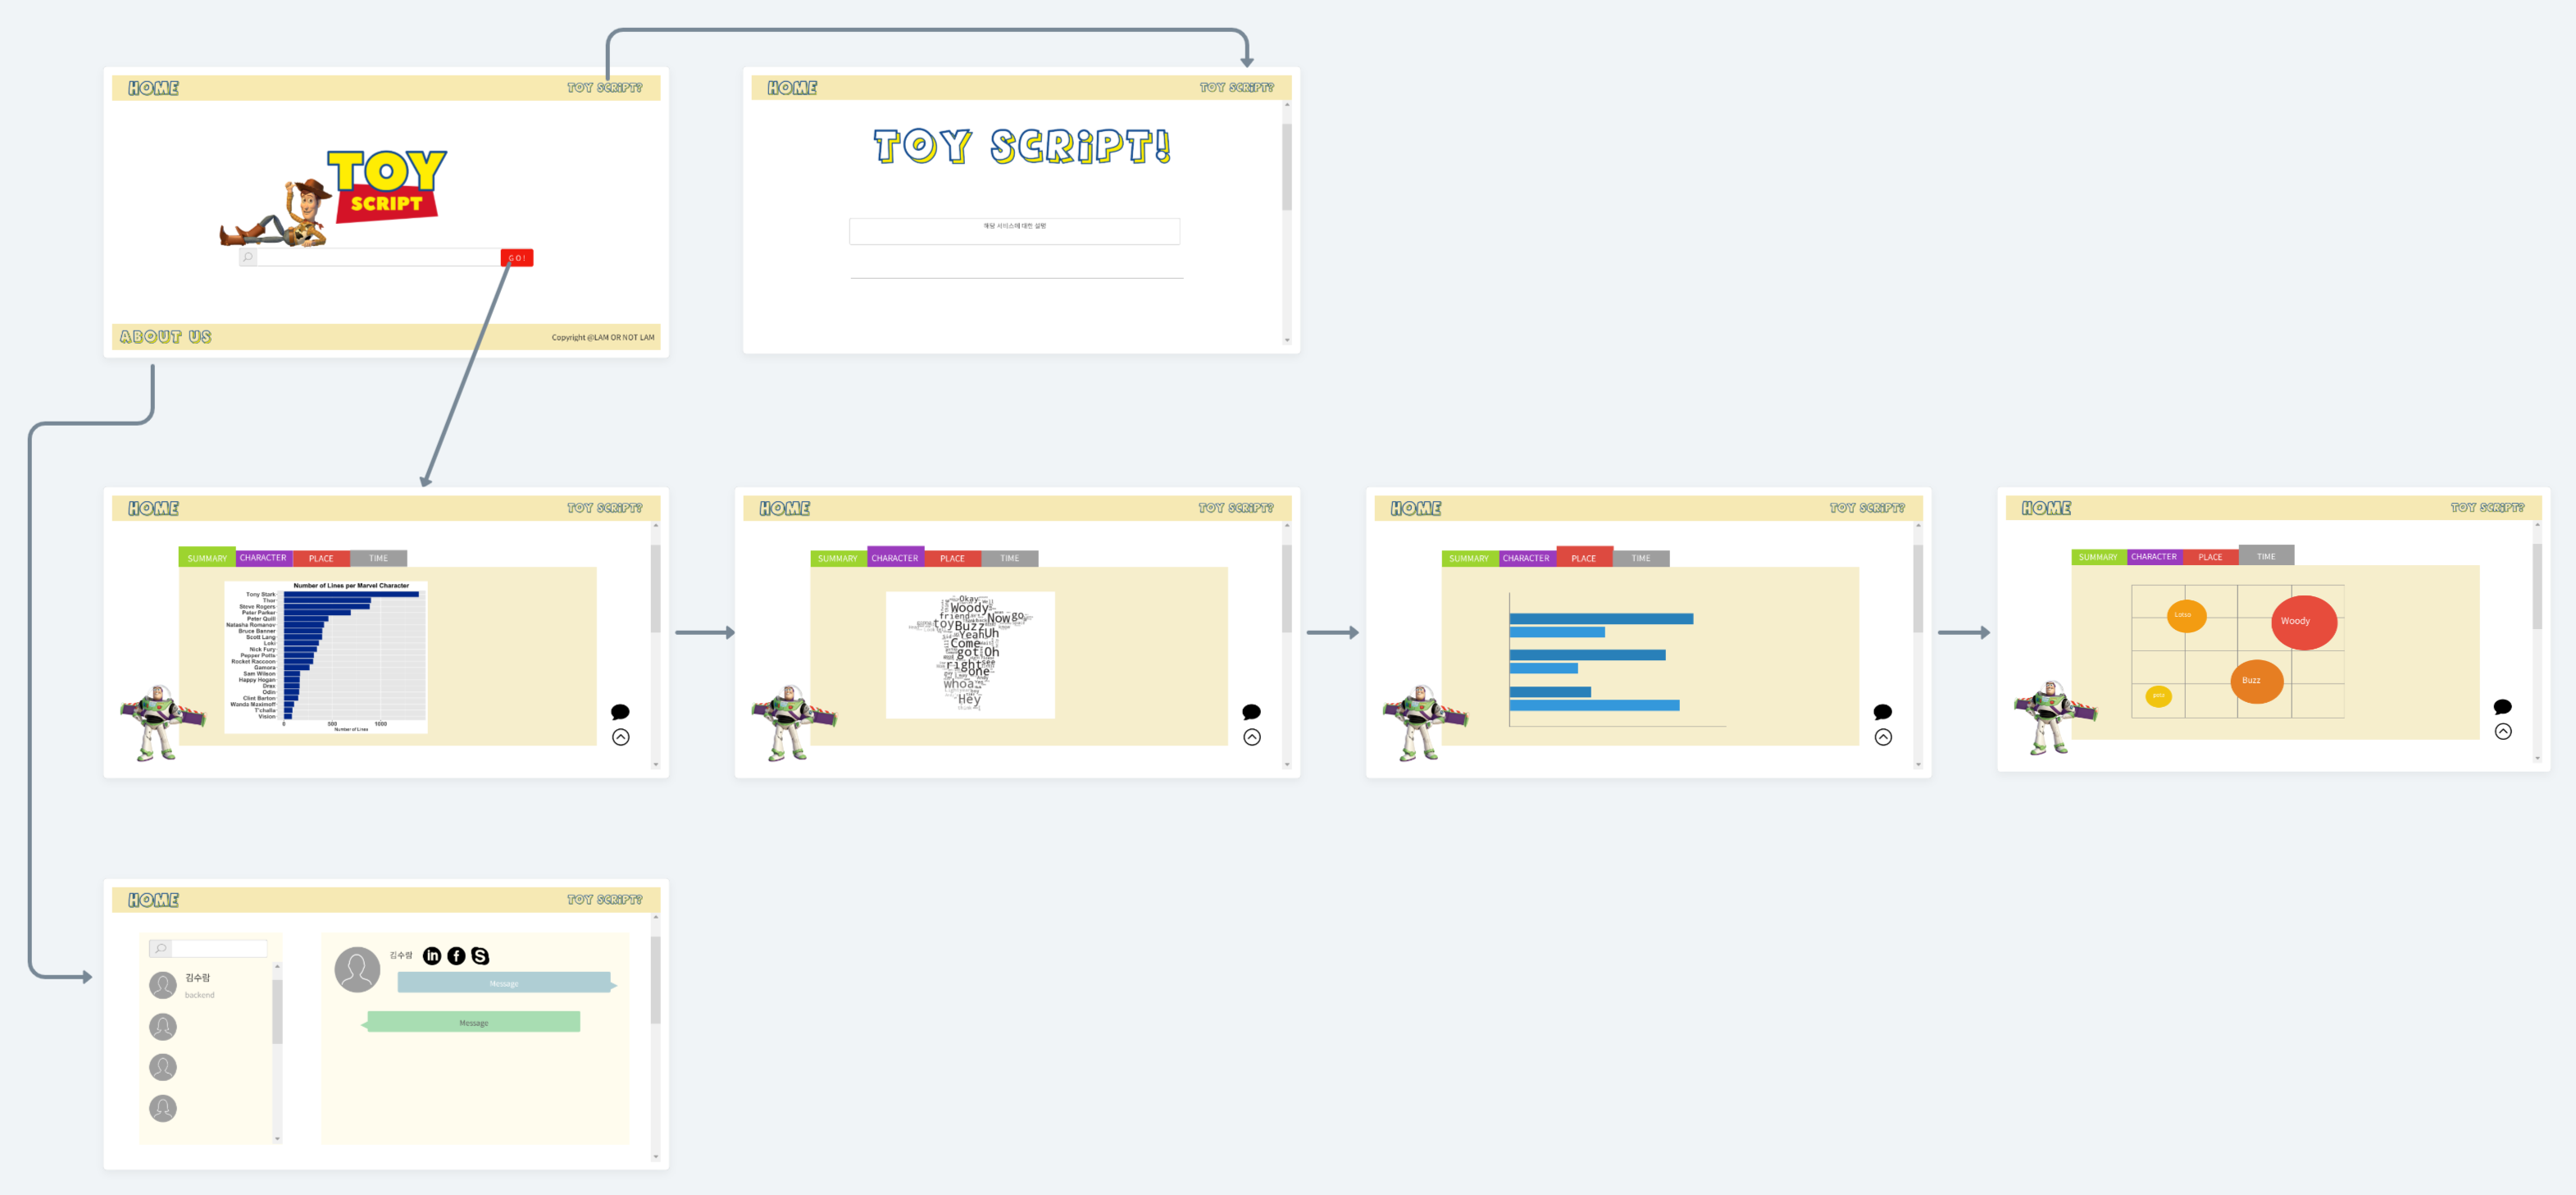 HOME
TOY SCRiPT?
TOY
SCRIPT
GO!
ABOUT US
Copyright @LAM OR NOT LAM
HOME
TOY SCRiPT?
TOY SCRiPT!
해당 서비스에 대한 설명
HOME
TOY SCRiPT?
SUMMARY
CHARACTER
PLACE
TIME
Number of Lines per Marvel Character
Tony Stark
Thor
Steve Rogers
Peter Parker
Peter Quill
Natasha Romanov
Bruce Banner
Scott Lang
Loki
Nick Fury
Pepper Potts
Rocket Raccoon
Gamora
Sam Wilson
Happy Hogan
Drax
Odin
Clint Barton
Wanda Maximoff
T'challa
Vision
0
500
1000
Number of Lines
HOME
TOY SCRiPT?
SUMMARY
CHARACTER
PLACE
TIME
Okay
Woody
friend
Now
go
toy
Buzz
Yeah
Uh
Come
got
Oh
see
right
one
whoa
Hey
HOME
TOY SCRiPT?
SUMMARY
CHARACTER
PLACE
TIME
HOME
TOY SCRiPT?
SUMMARY
CHARACTER
PLACE
TIME
Lotso
Woody
Buzz
HOME
TOY SCRiPT?
김수람
backend
김수람
in
f
S
Message
Message